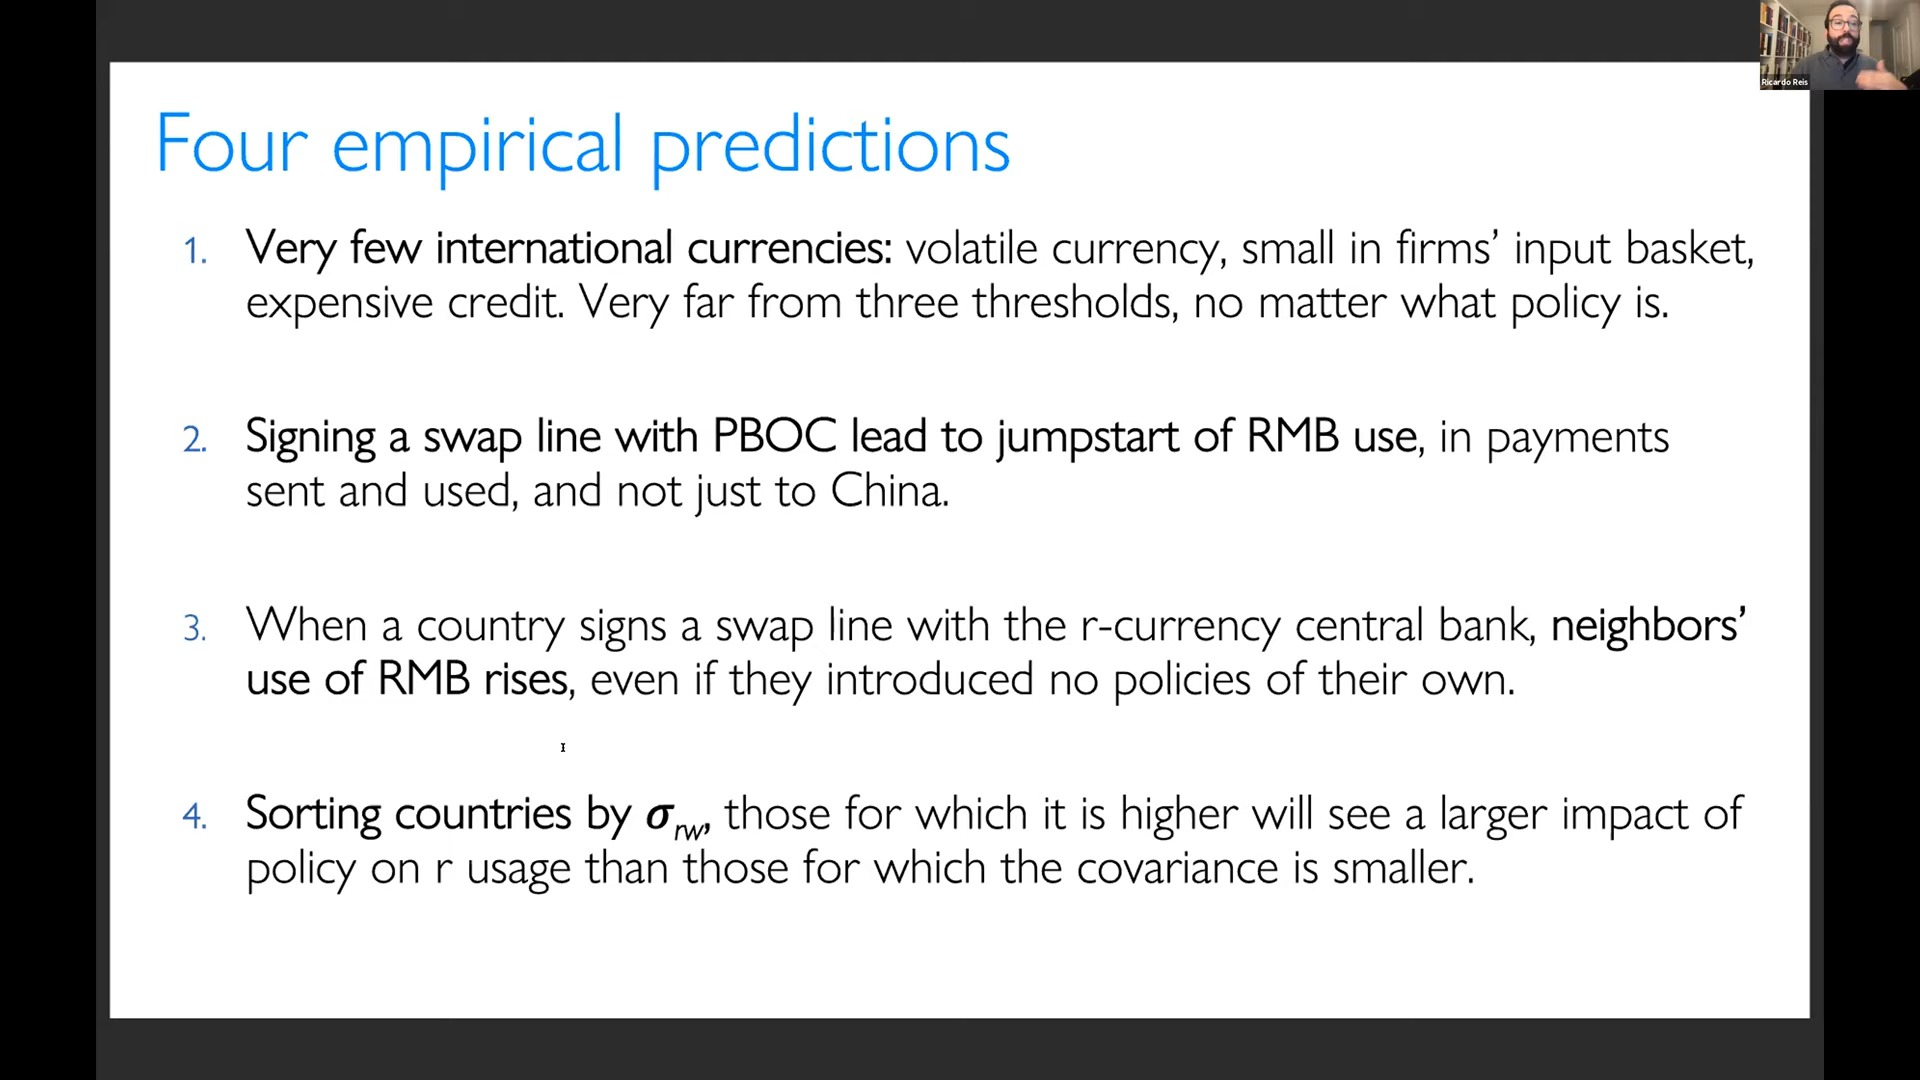 Ricardo Reis
Four empirical predictions
1. Very few international currencies: volatile currency, small in firms’ input basket,
expensive credit. Very far from three thresholds, no matter what policy is.
2. Signing a swap line with PBOC lead to jumpstart of RMB use, in payments
sent and used, and not just to China.
3. When a country signs a swap line with the r-currency central bank, neighbors’
use of RMB rises, even if they introduced no policies of their own.
4. Sorting countries by σrw, those for which it is higher will see a larger impact of
policy on r usage than those for which the covariance is smaller.